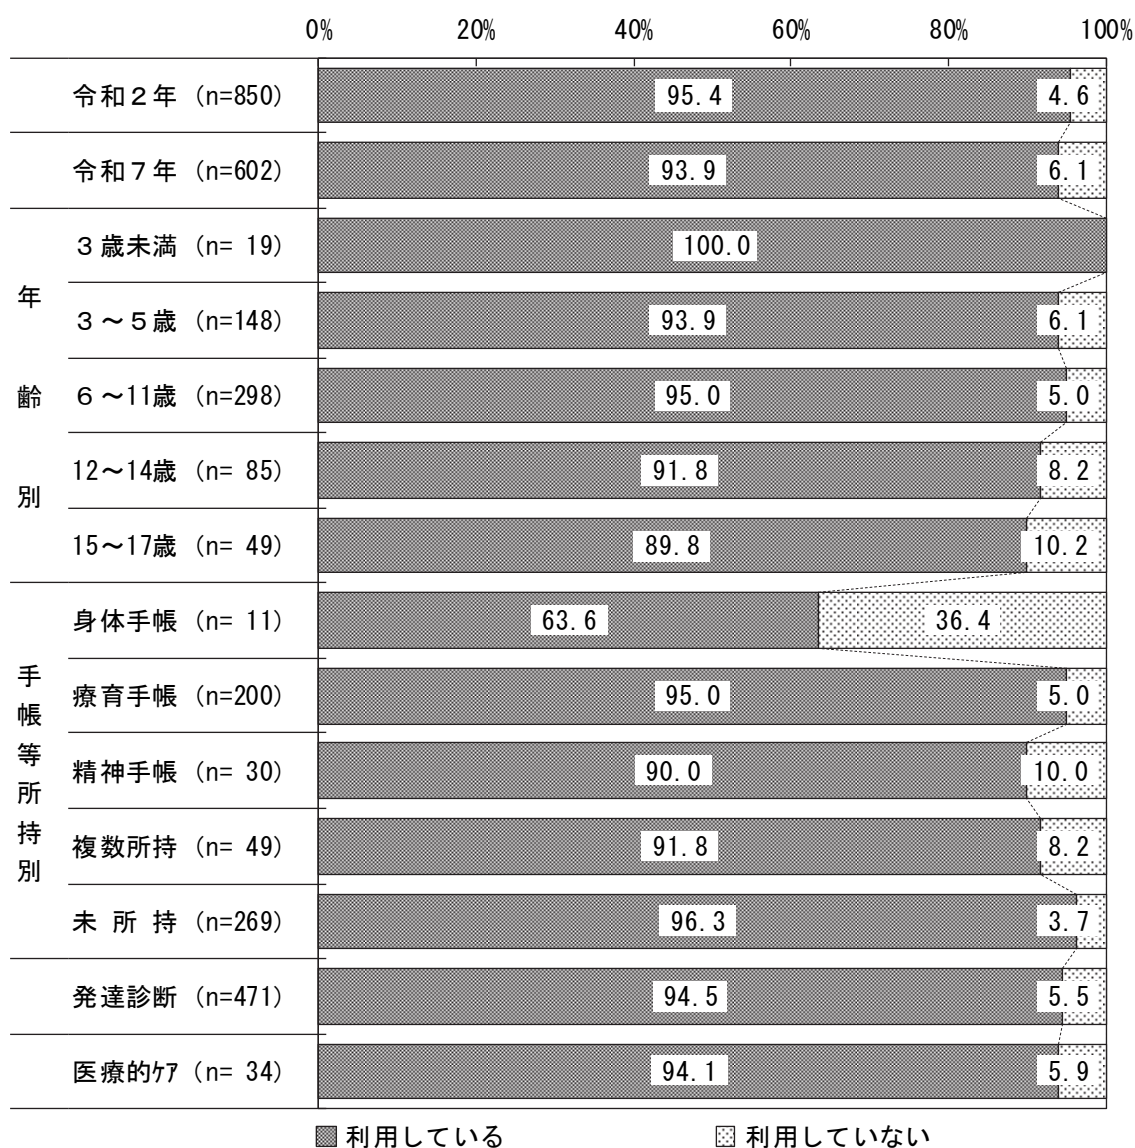 0% 20% 40% 60% 80% 100%
令和２年 (n=850) 95.4 4.6
令和７年 (n=602) 93.9 6.1
年齢別
３歳未満 (n= 19) 100.0
３～５歳 (n=148) 93.9 6.1
６～11歳 (n=298) 95.0 5.0
12～14歳 (n= 85) 91.8 8.2
15～17歳 (n= 49) 89.8 10.2
手帳等所持別
身体手帳 (n= 11) 63.6 36.4
療育手帳 (n=200) 95.0 5.0
精神手帳 (n= 30) 90.0 10.0
複数所持 (n= 49) 91.8 8.2
未 所 持 (n=269) 96.3 3.7
発達診断 (n=471) 94.5 5.5
医療的ｹｱ (n= 34) 94.1 5.9
利用している 利用していない